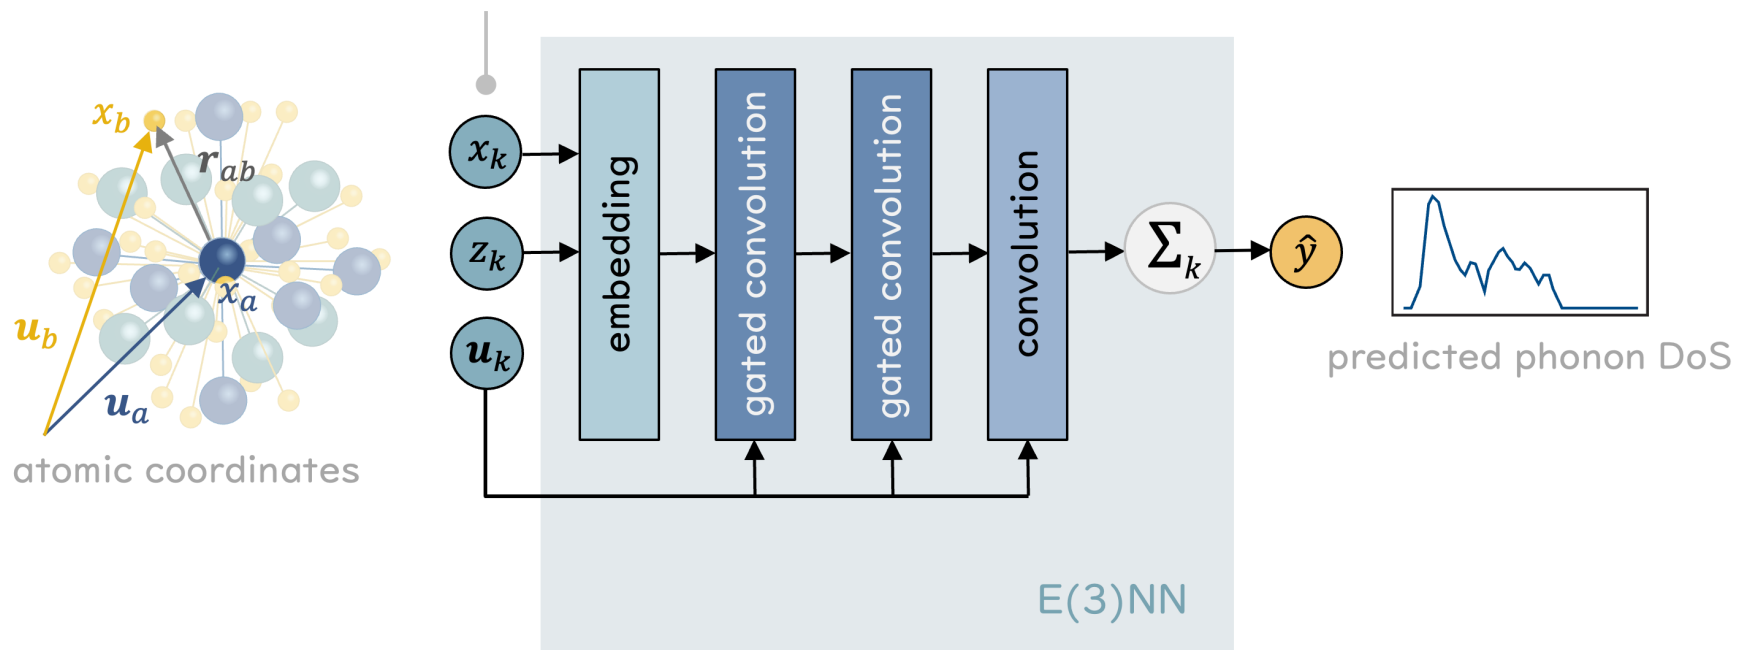 x_b
r_ab
x_a
u_b
u_a
atomic coordinates
x_k
z_k
u_k
embedding
gated convolution
gated convolution
convolution
Σ_k
ŷ
predicted phonon DoS
E(3)NN